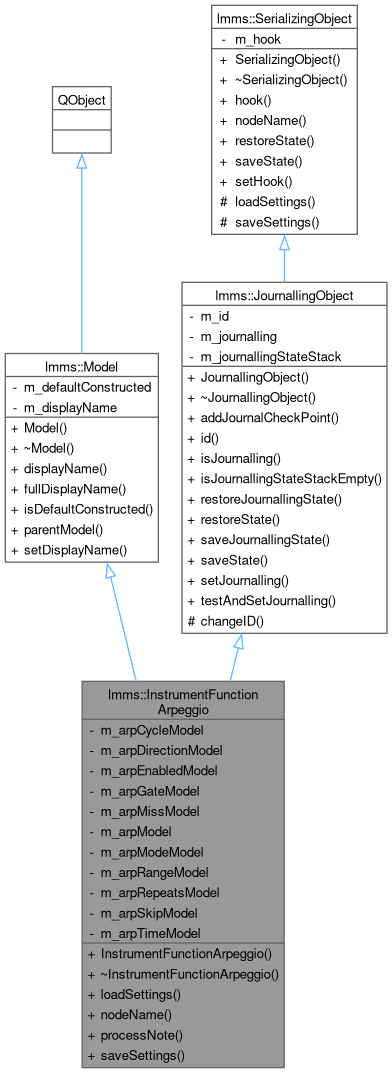 lmms::SerializingObject
- m_hook
+ SerializingObject()
+ ~SerializingObject()
+ hook()
+ nodeName()
+ restoreState()
+ saveState()
+ setHook()
# loadSettings()
# saveSettings()
QObject
lmms::JournallingObject
- m_id
- m_journalling
- m_journallingStateStack
+ JournallingObject()
+ ~JournallingObject()
+ addJournalCheckPoint()
+ id()
+ isJournalling()
+ isJournallingStateStackEmpty()
+ restoreJournallingState()
+ restoreState()
+ saveJournallingState()
+ saveState()
+ setJournalling()
+ testAndSetJournalling()
# changeID()
lmms::Model
- m_defaultConstructed
- m_displayName
+ Model()
+ ~Model()
+ displayName()
+ fullDisplayName()
+ isDefaultConstructed()
+ parentModel()
+ setDisplayName()
lmms::InstrumentFunction
Arpeggio
- m_arpCycleModel
- m_arpDirectionModel
- m_arpEnabledModel
- m_arpGateModel
- m_arpMissModel
- m_arpModel
- m_arpModeModel
- m_arpRangeModel
- m_arpRepeatsModel
- m_arpSkipModel
- m_arpTimeModel
+ InstrumentFunctionArpeggio()
+ ~InstrumentFunctionArpeggio()
+ loadSettings()
+ nodeName()
+ processNote()
+ saveSettings()